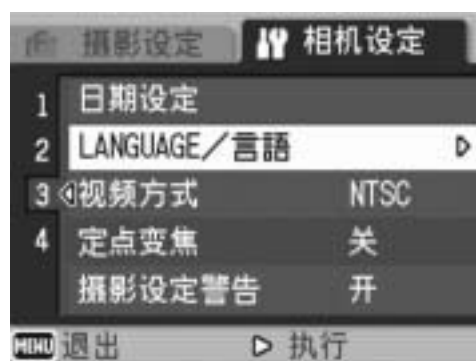 摄影设定 相机设定
1 日期设定
2 LANGUAGE／言語
3 视频方式 NTSC
4 定点变焦 关
摄影设定警告 开
MENU 退出 执行